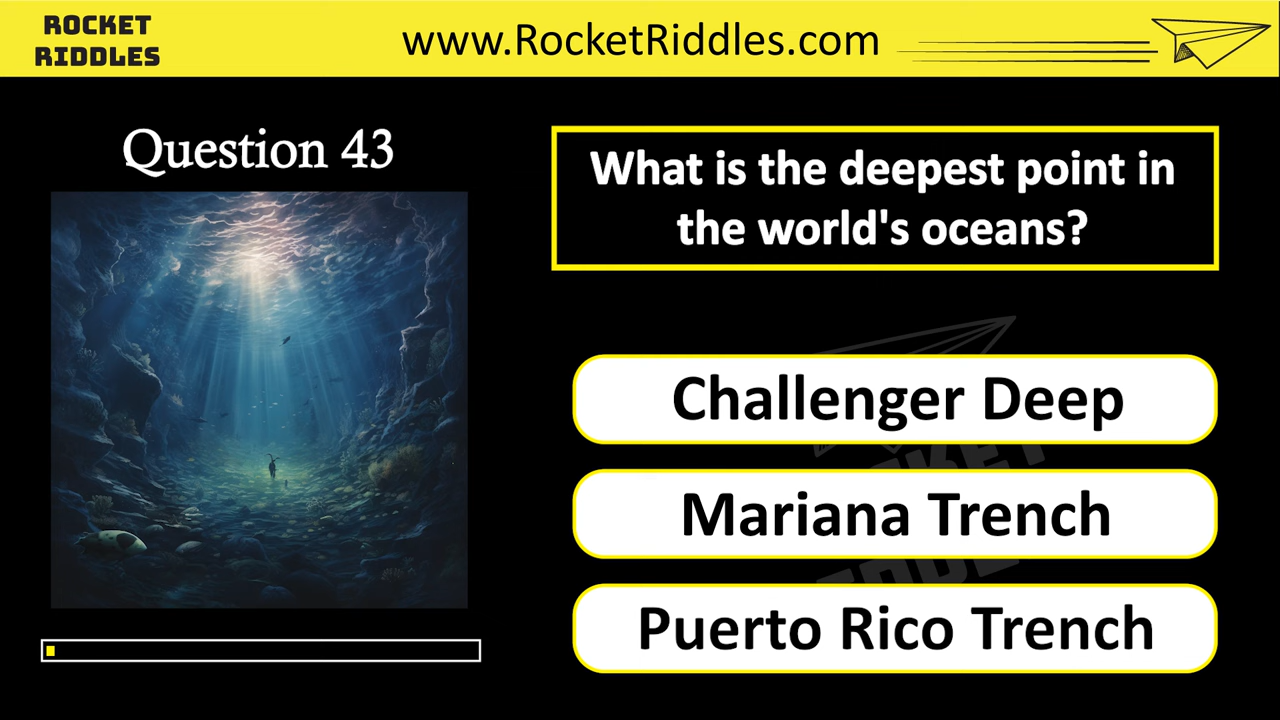 ROCKET
RIDDLES
www.RocketRiddles.com
Question 43
What is the deepest point in
the world's oceans?
Challenger Deep
Mariana Trench
Puerto Rico Trench